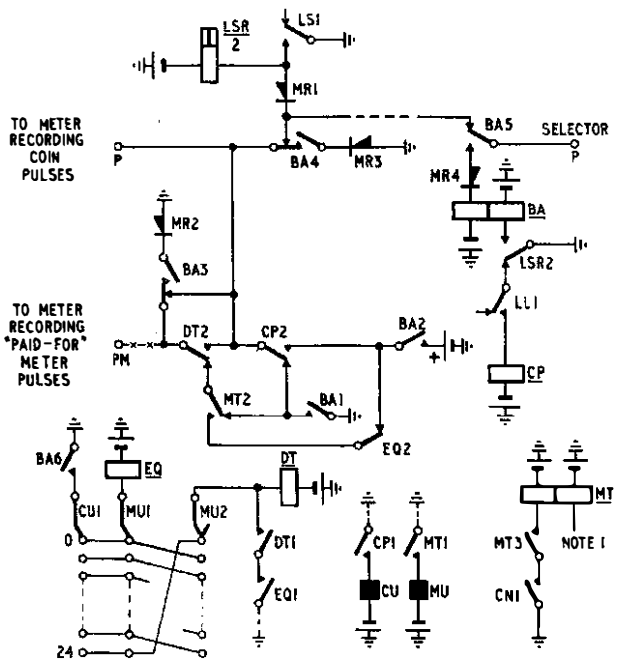 LS1
LSR
2
MR1
TO METER
RECORDING
COIN
PULSES
P
BA4
MR3
BA5
SELECTOR
P
MR4
BA
LSR2
LL1
CP
MR2
BA3
TO METER
RECORDING
"PAID-FOR"
METER
PULSES
PM
DT2
CP2
BA2
+
MT2
BA1
EQ2
BA6
EQ
DT
CU1
MU1
MU2
0
24
DT1
EQ1
CP1
MT1
CU
MU
MT
MT3
NOTE 1
CN1